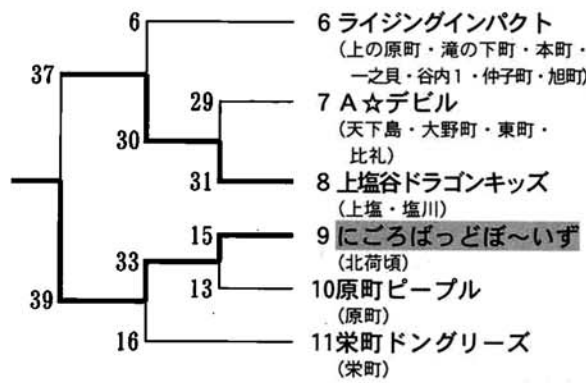 6 6 ライジングインパクト
(上の原町・滝の下町・本町・
一之貝・谷内1・仲子町・旭町)
37
29 7 A☆デビル
(天下島・大野町・東町・
比礼)
30
31 8 上塩谷ドラゴンキッズ
(上塩・塩川)
15 9 にごろばっどぼ〜いず
(北荷頃)
33
13 10原町ピープル
(原町)
39
16 11栄町ドングリーズ
(栄町)